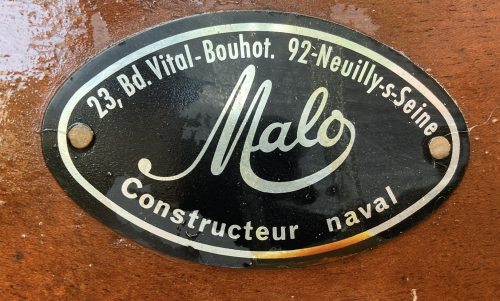 23, Bd. Vital-Bouhot. 92-Neuilly-s-Seine
Malo
Constructeur naval